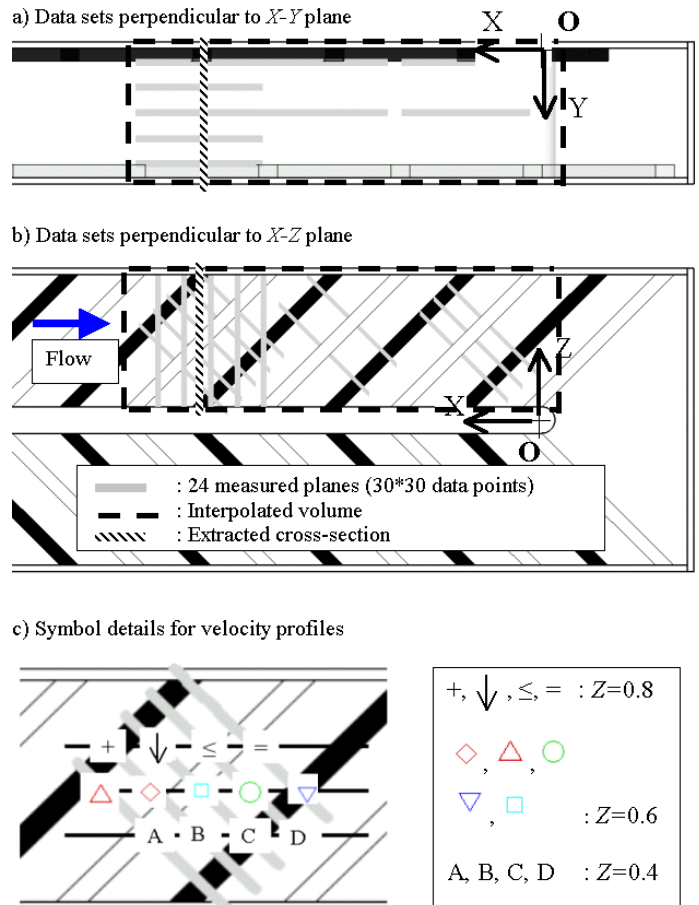 a) Data sets perpendicular to X-Y plane
O
X
Y
b) Data sets perpendicular to X-Z plane
Flow
Z
X
O
: 24 measured planes (30*30 data points)
: Interpolated volume
: Extracted cross-section
c) Symbol details for velocity profiles
+ ↓ ≤ =
A B C D
+, ↓, ≤, = : Z=0.8
◇, △, ○
▽, □ : Z=0.6
A, B, C, D : Z=0.4